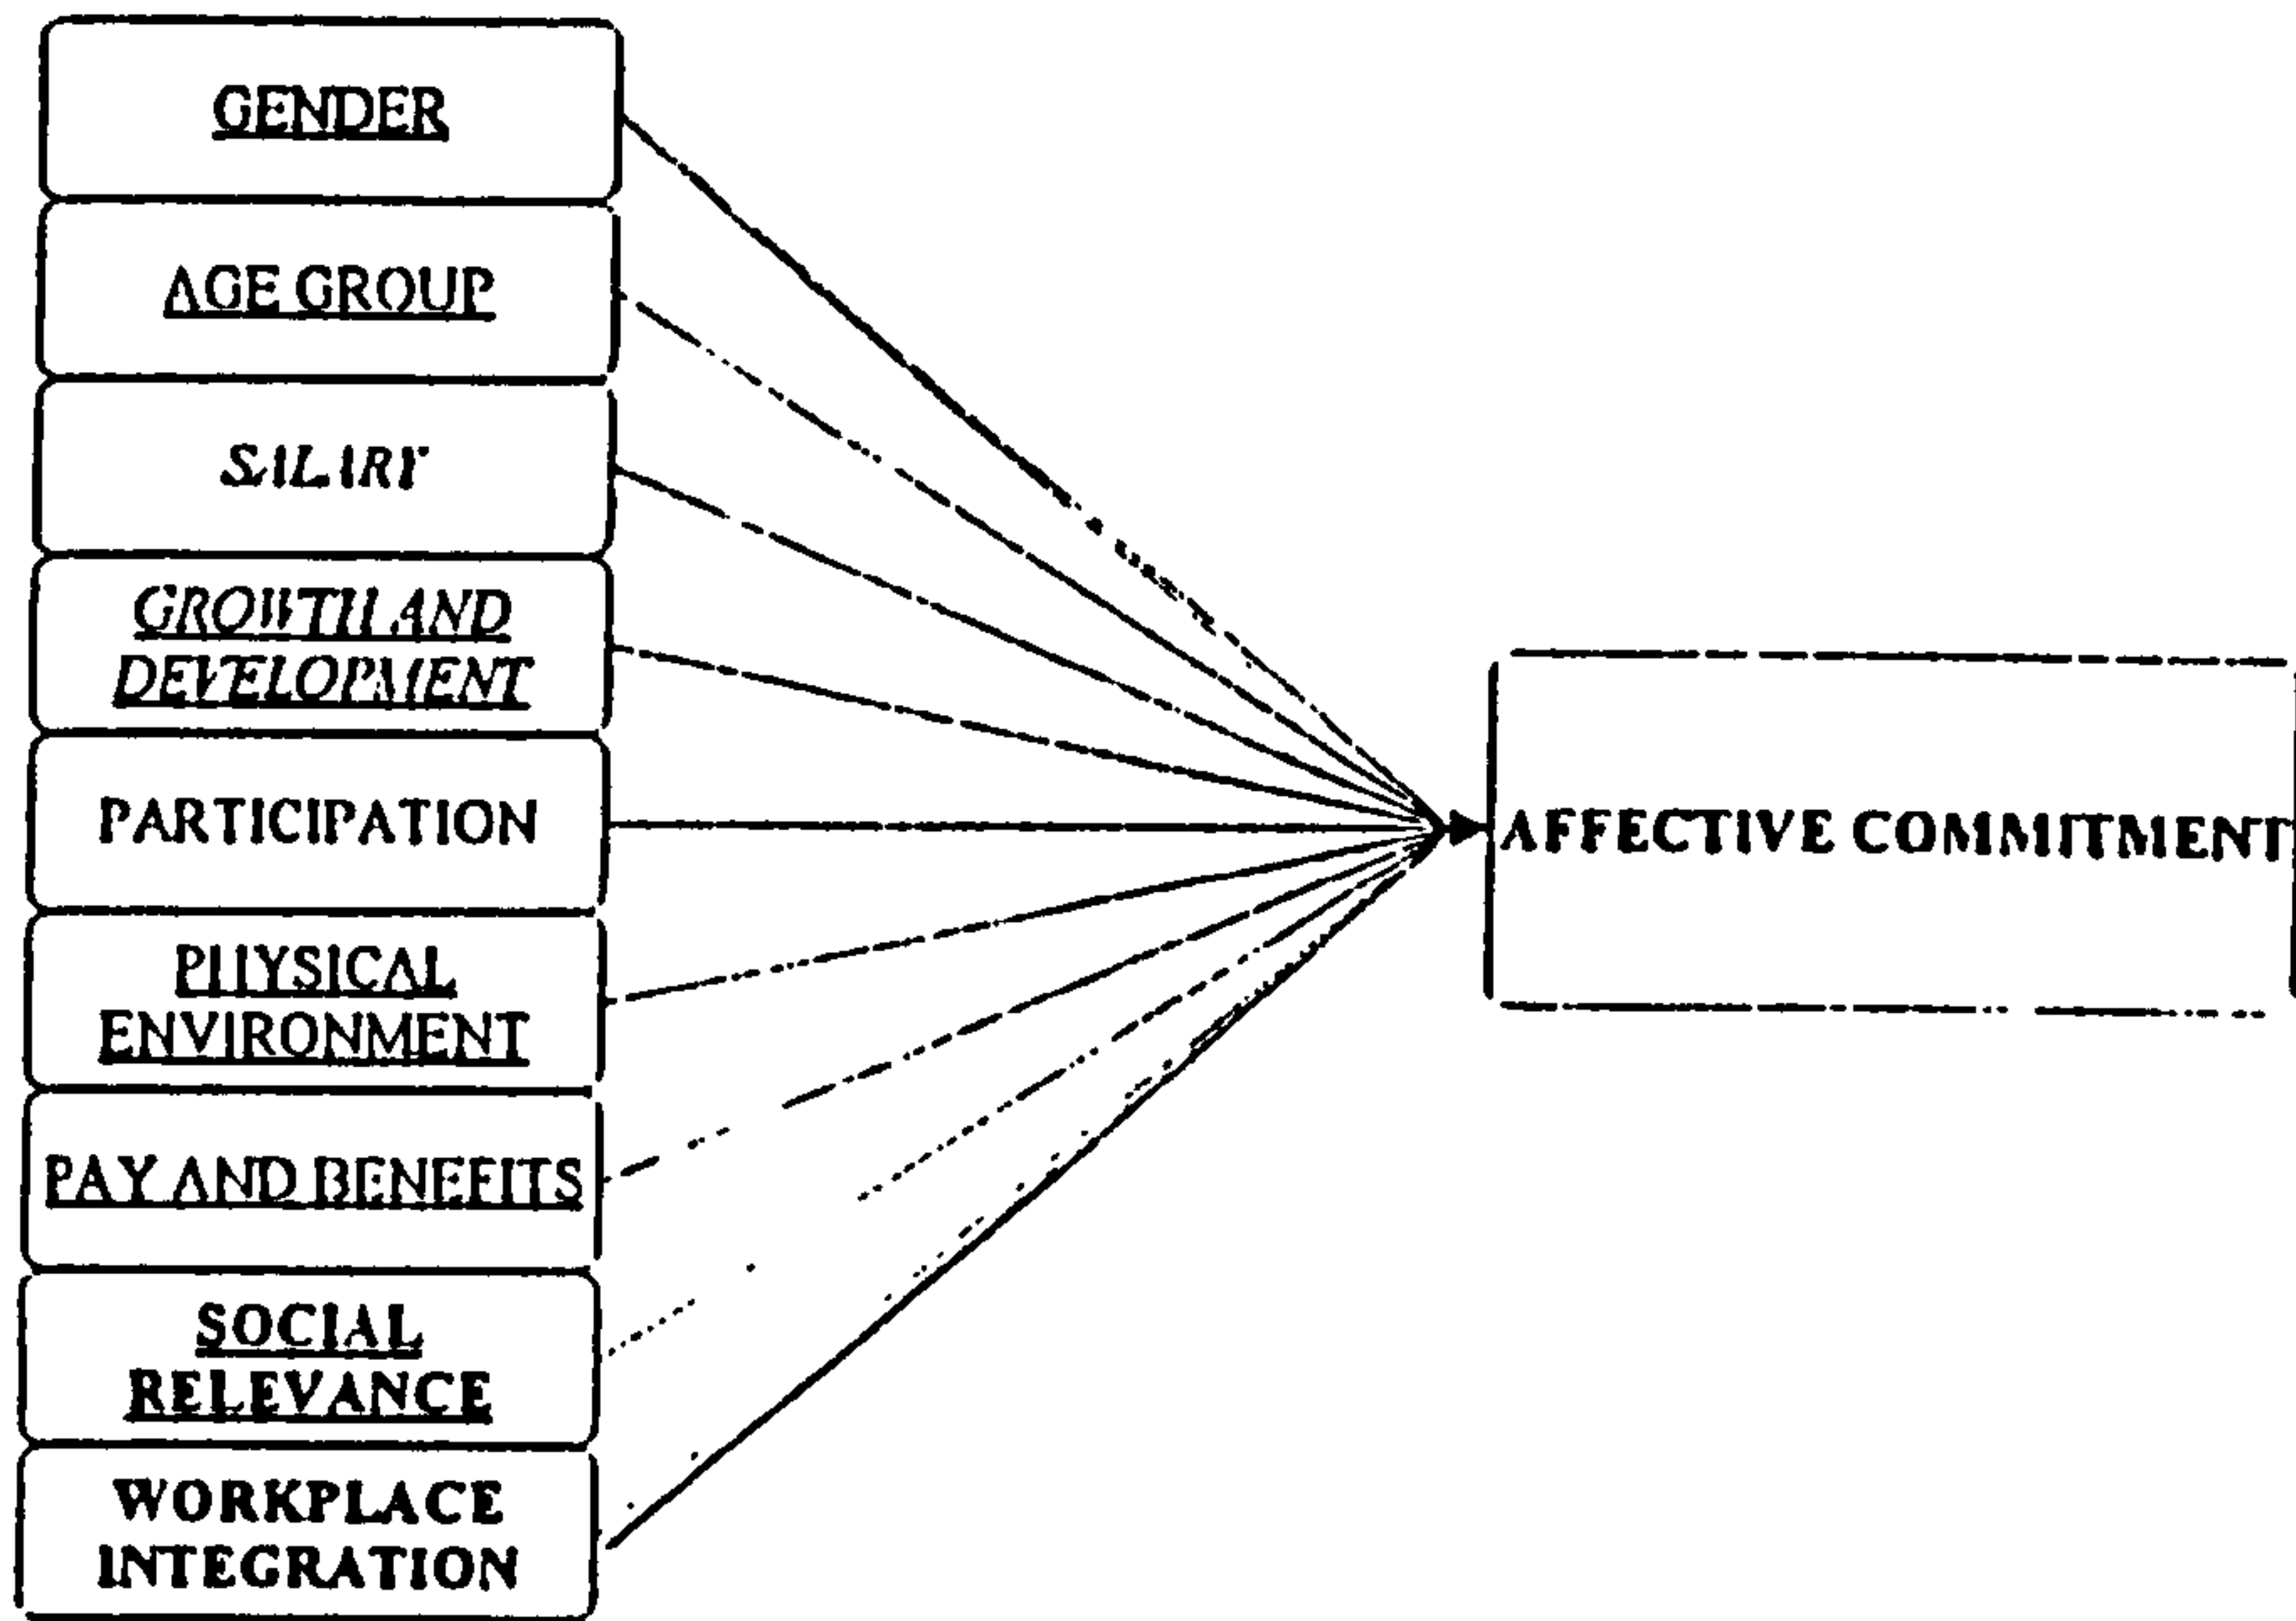 GENDER
AGE GROUP
SALARY
GROWTH AND
DEVELOPMENT
PARTICIPATION
PHYSICAL
ENVIRONMENT
PAY AND BENEFITS
SOCIAL
RELEVANCE
WORKPLACE
INTEGRATION
AFFECTIVE COMMITMENT